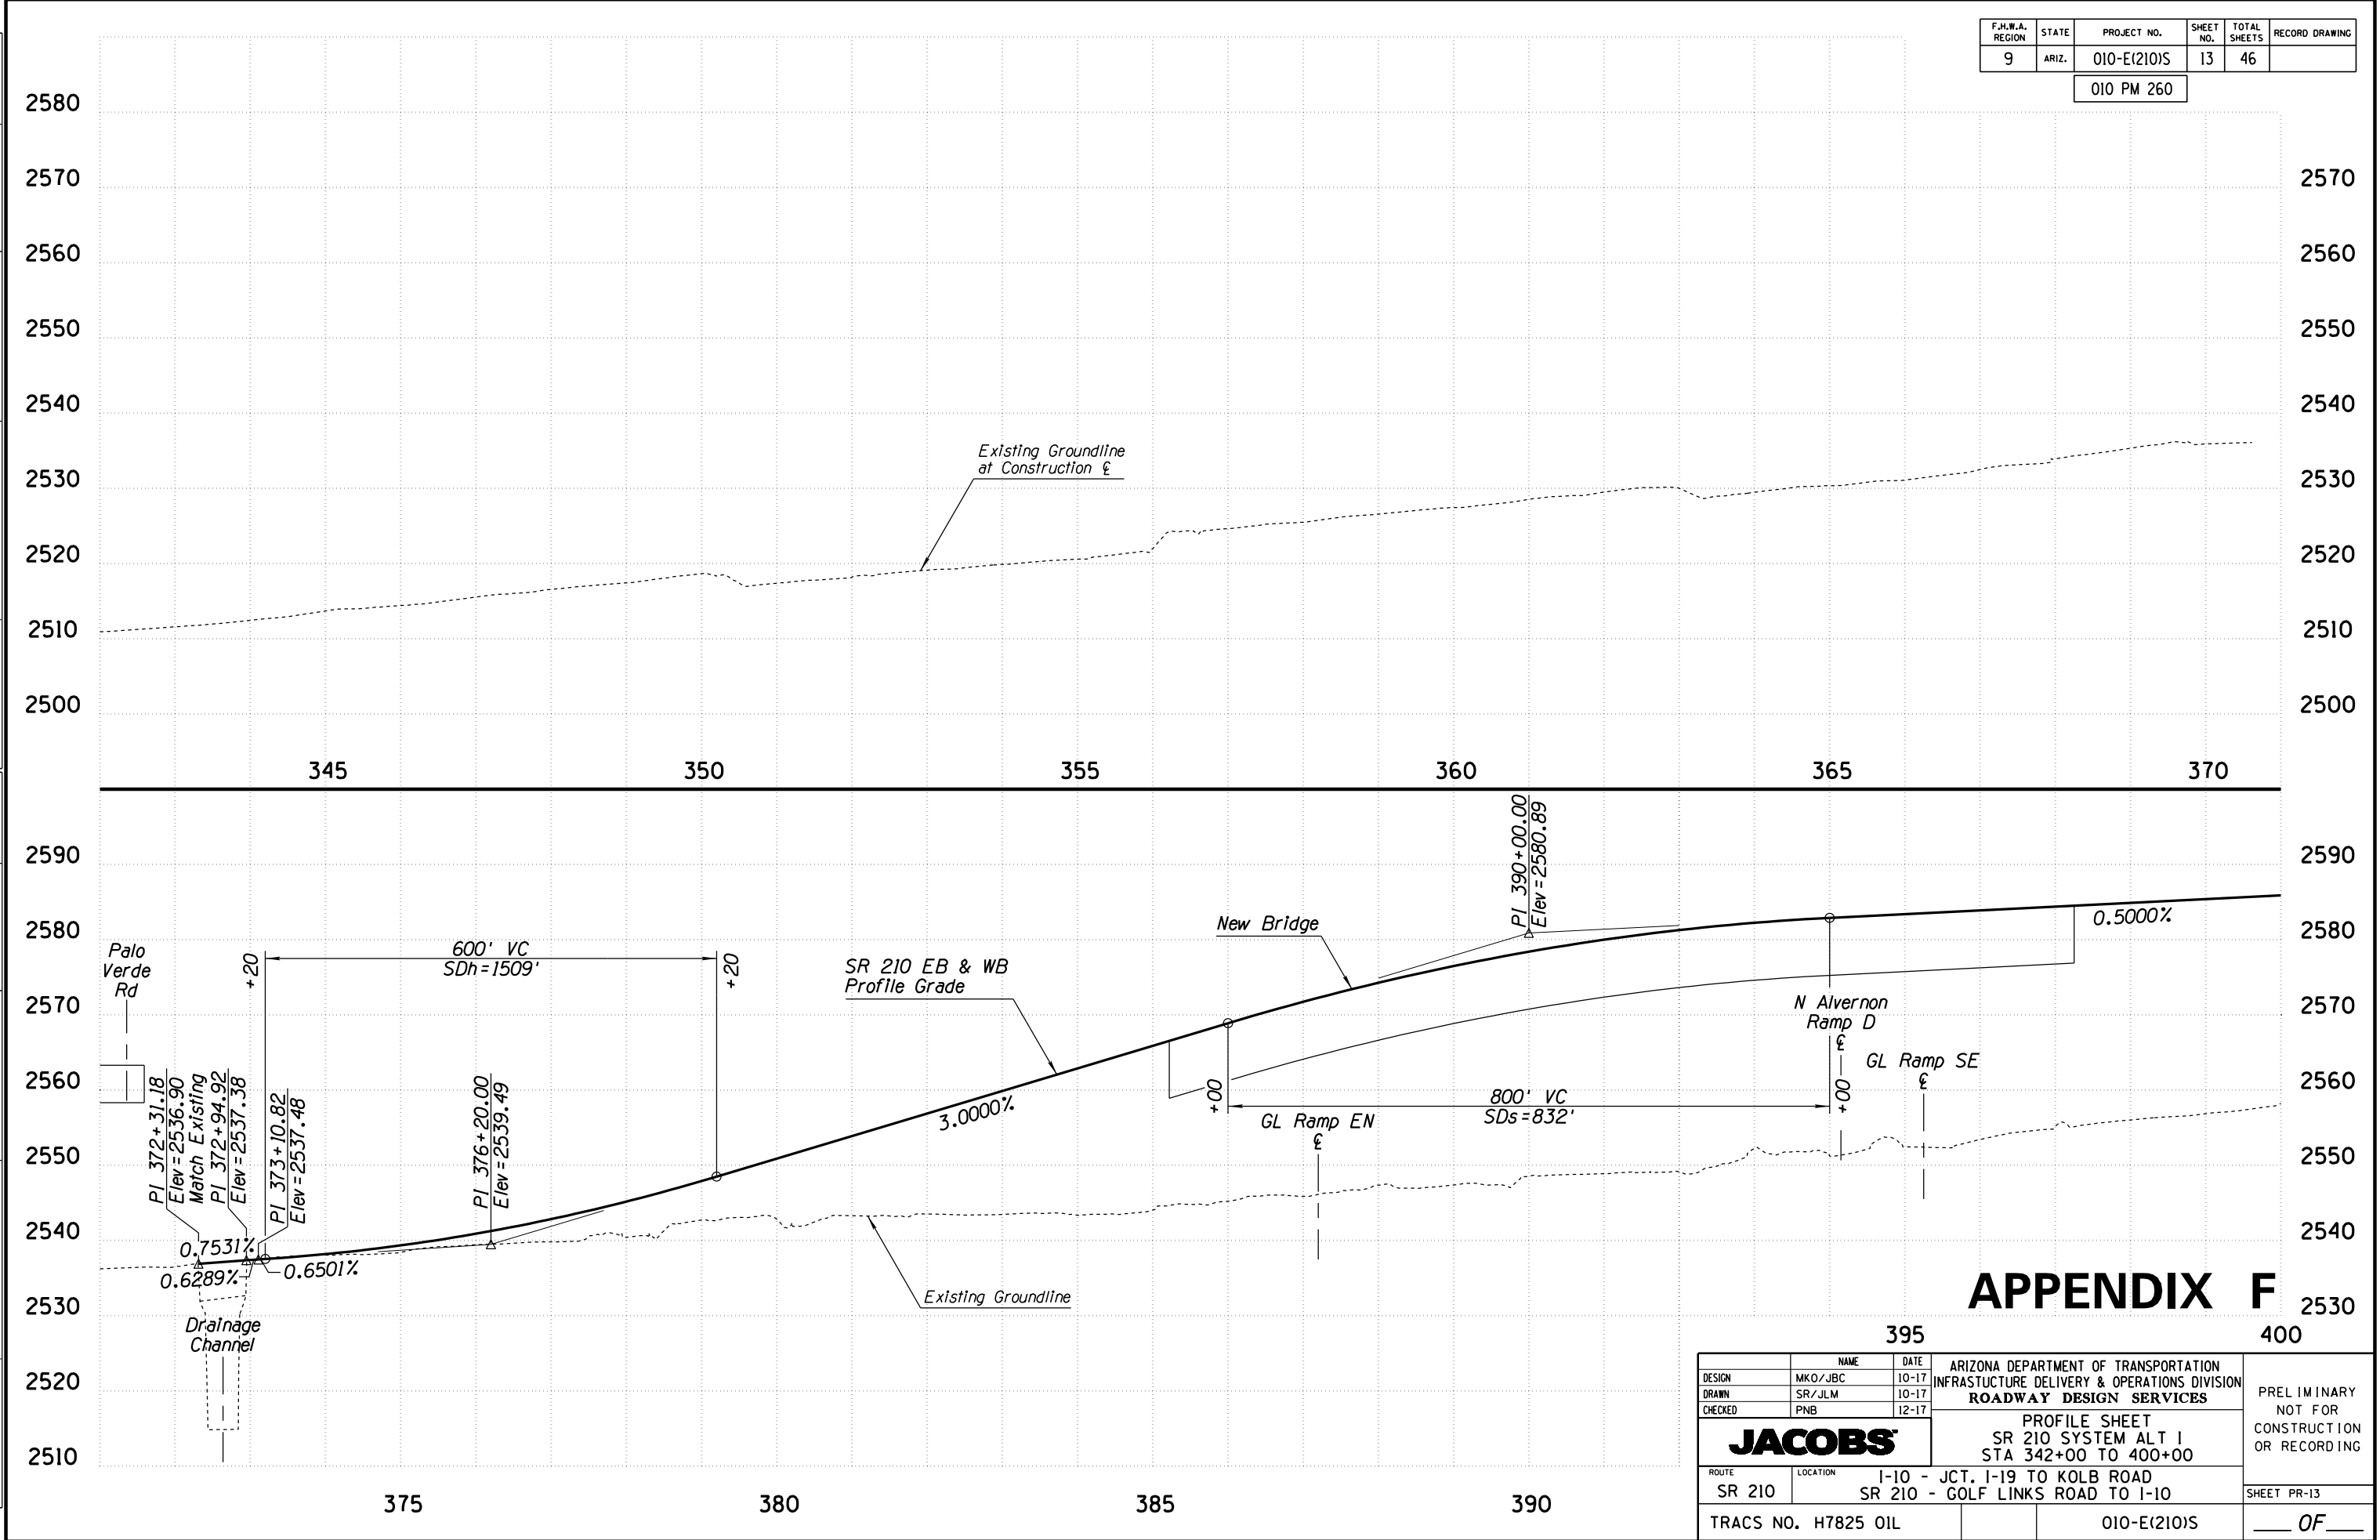 F.H.W.A. REGION STATE PROJECT NO. SHEET NO. TOTAL SHEETS RECORD DRAWING
9 ARIZ. 010-E(210)S 13 46
010 PM 260
2580
2570 2570
2560 2560
2550 2550
2540 2540
Existing Groundline
at Construction ℄
2530 2530
2520 2520
2510 2510
2500 2500
345 350 355 360 365 370
PI 390+00.00
Elev=2580.89
2590 2590
2580 2580
2570 2570
2560 2560
2550 2550
2540 2540
2530 2530
2520
2510
Palo
Verde
Rd
+20
600' VC
SDh=1509'
+20
SR 210 EB & WB
Profile Grade
New Bridge
0.5000%
N Alvernon
Ramp D
℄
GL Ramp SE
℄
PI 372+31.18
Elev=2536.90
Match Existing
PI 372+94.92
Elev=2537.38
PI 373+10.82
Elev=2537.48
PI 376+20.00
Elev=2539.49
3.0000%
+00
800' VC
SDs=832'
+00
GL Ramp EN
℄
0.7531%
0.6289%
0.6501%
Drainage
Channel
Existing Groundline
APPENDIX F
395 400
375 380 385 390
NAME DATE
DESIGN MKO/JBC 10-17
DRAWN SR/JLM 10-17
CHECKED PNB 12-17
ARIZONA DEPARTMENT OF TRANSPORTATION
INFRASTUCTURE DELIVERY & OPERATIONS DIVISION
ROADWAY DESIGN SERVICES
PRELIMINARY
NOT FOR
CONSTRUCTION
OR RECORDING
JACOBS
PROFILE SHEET
SR 210 SYSTEM ALT 1
STA 342+00 TO 400+00
ROUTE
SR 210
LOCATION
I-10 - JCT. I-19 TO KOLB ROAD
SR 210 - GOLF LINKS ROAD TO I-10
SHEET PR-13
TRACS NO. H7825 01L 010-E(210)S
____ OF ____